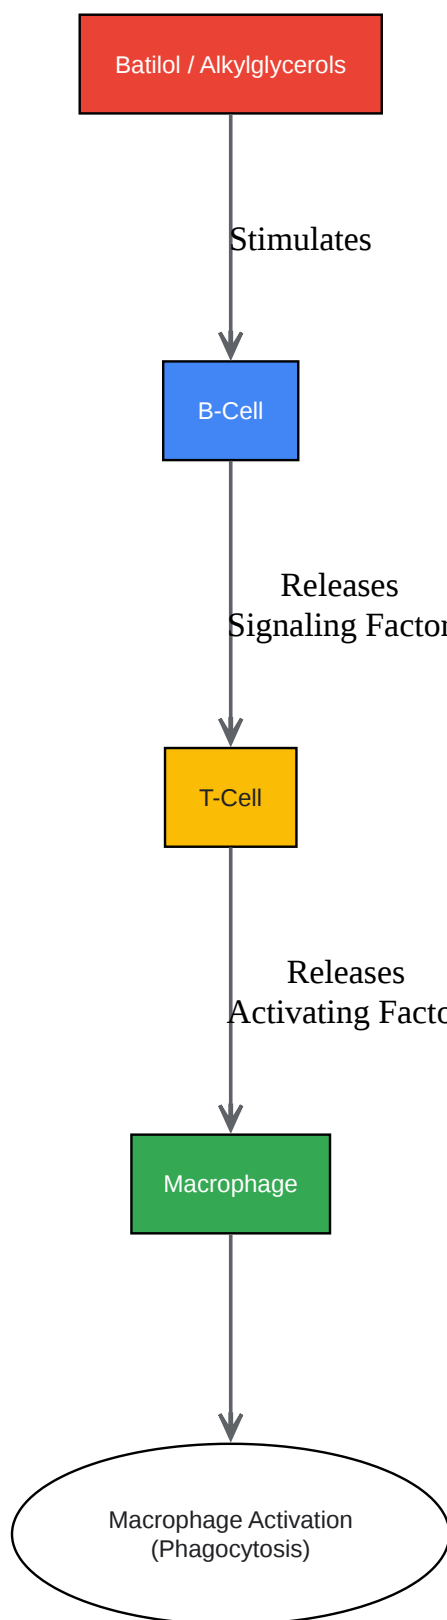 Batilol / Alkylglycerols
Stimulates
B-Cell
Releases
Signaling Factor
T-Cell
Releases
Activating Facto
Macrophage
Macrophage Activation
(Phagocytosis)